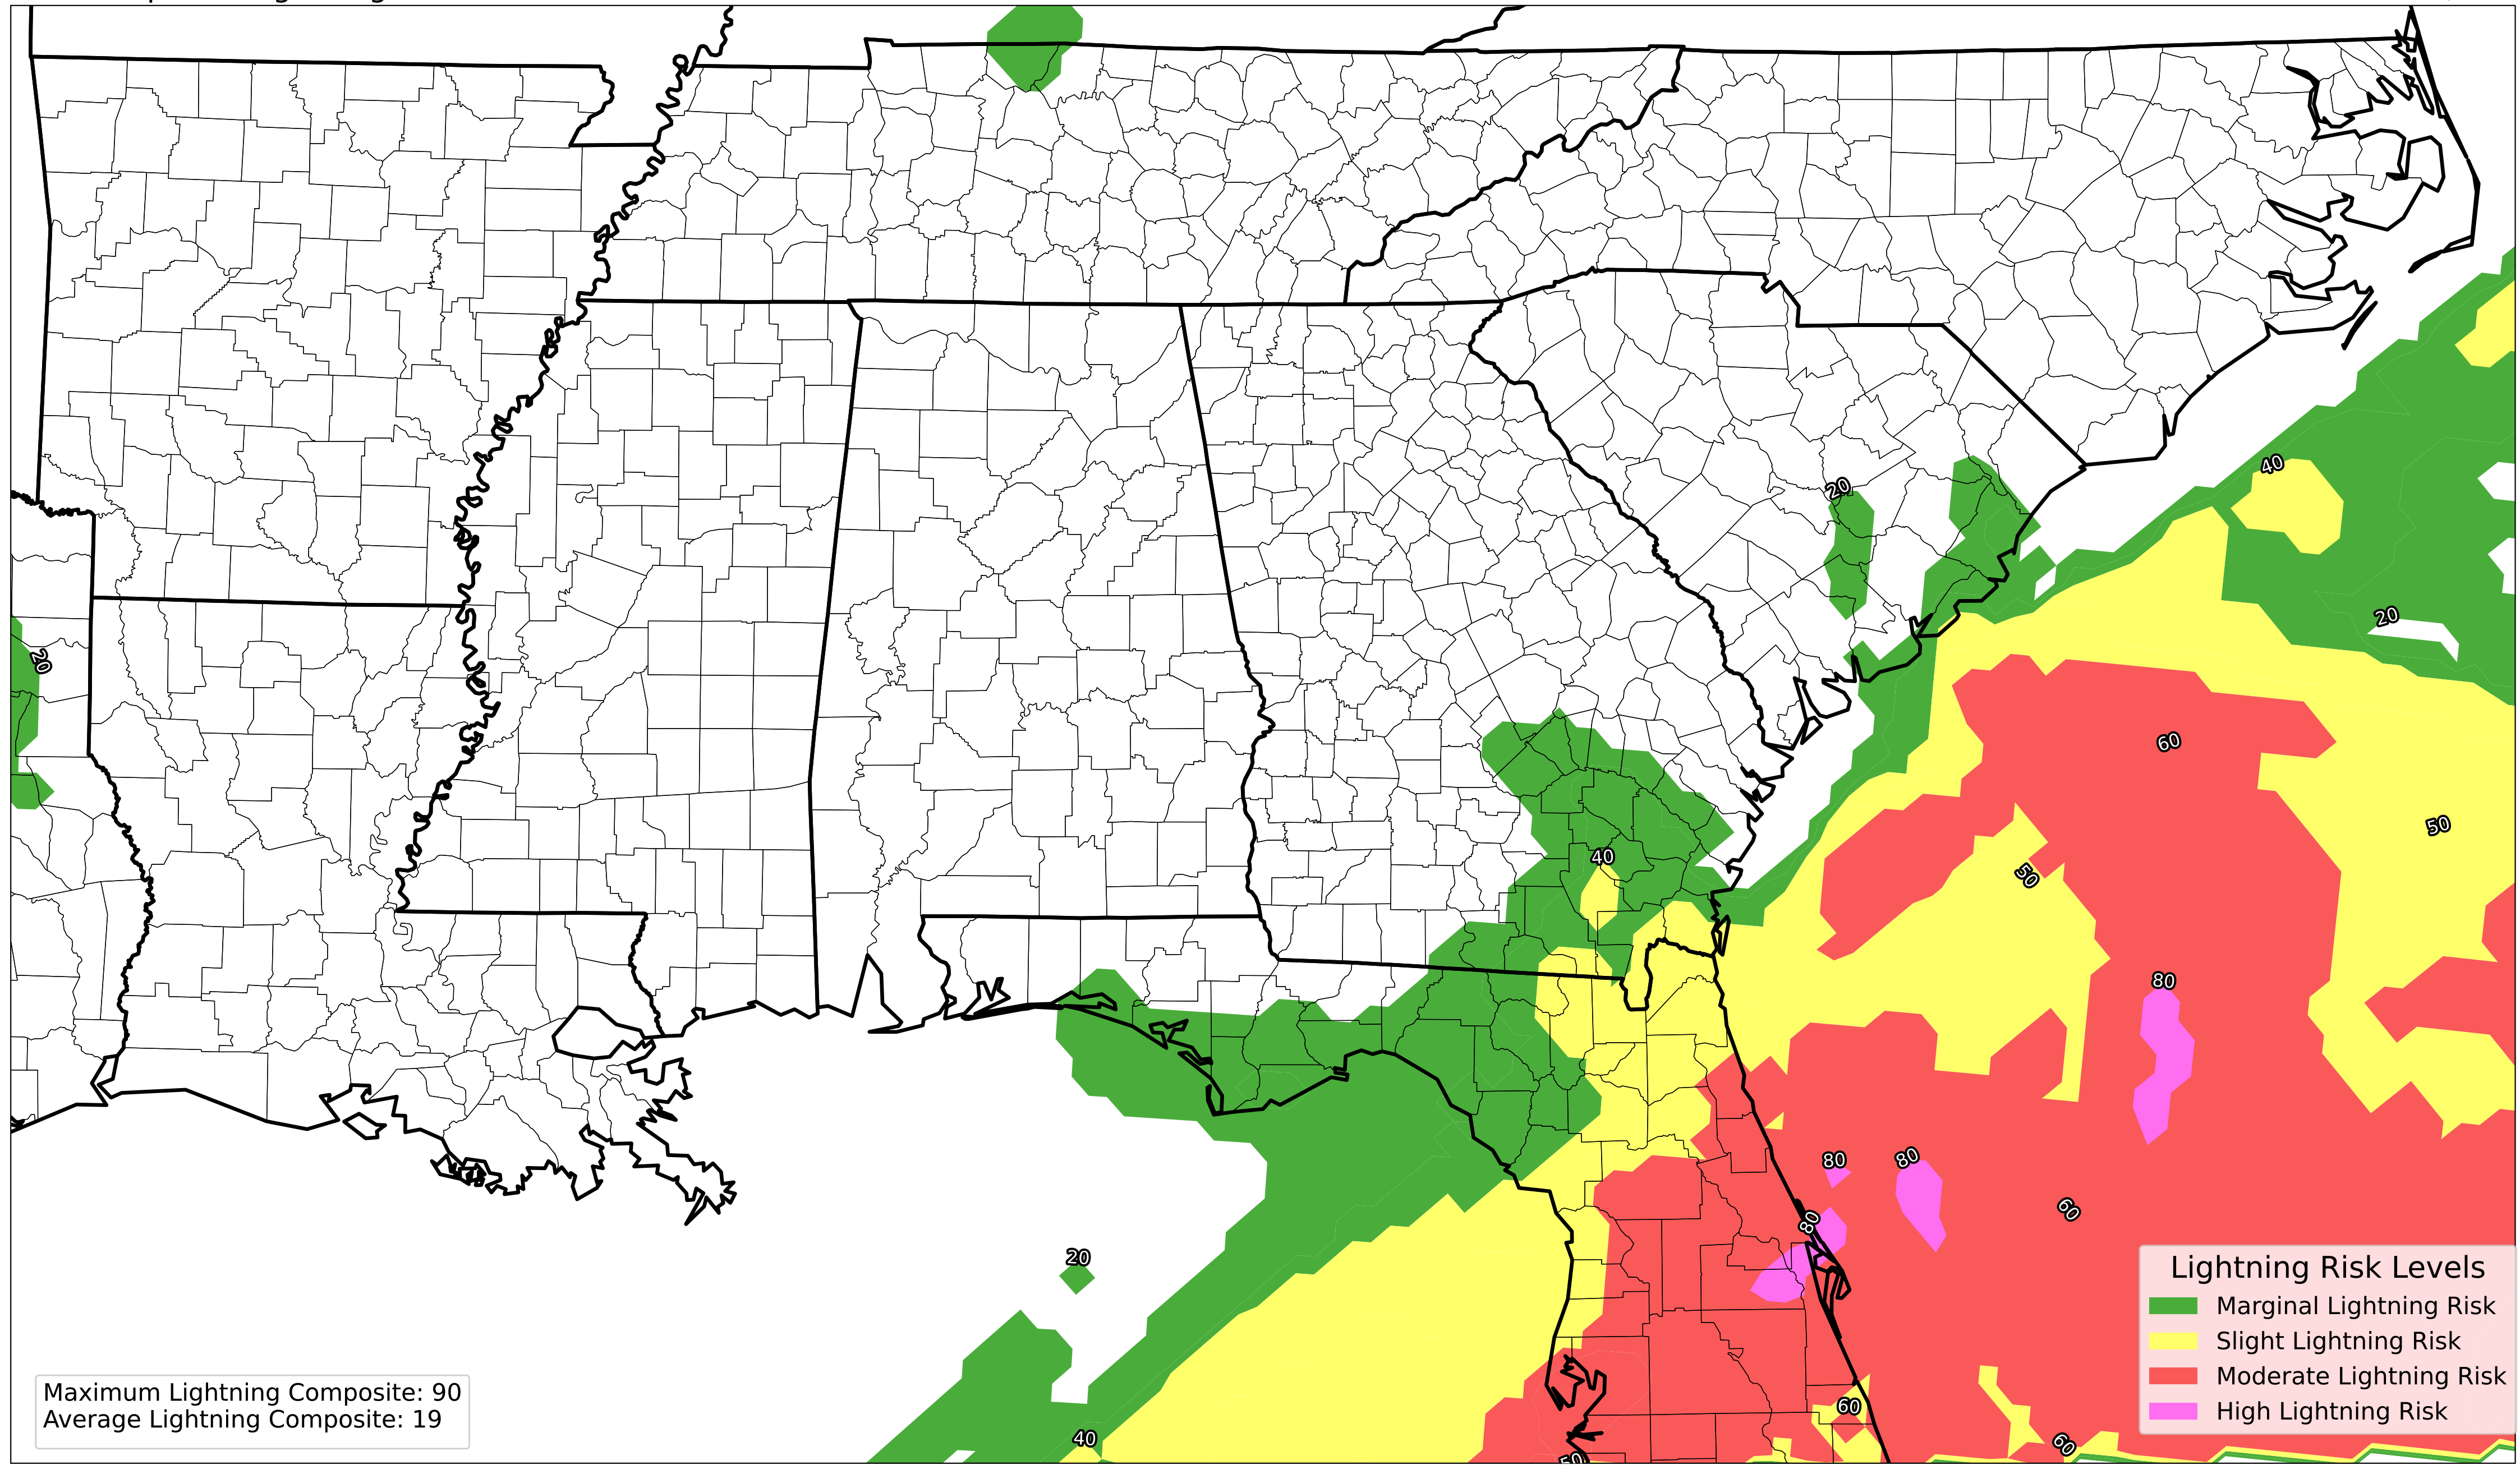 20
40
20
20
60
50
40
50
80
80
80
80
60
20
60
40
60
50
Lightning Risk Levels
Marginal Lightning Risk
Slight Lightning Risk
Moderate Lightning Risk
High Lightning Risk
Maximum Lightning Composite: 90
Average Lightning Composite: 19